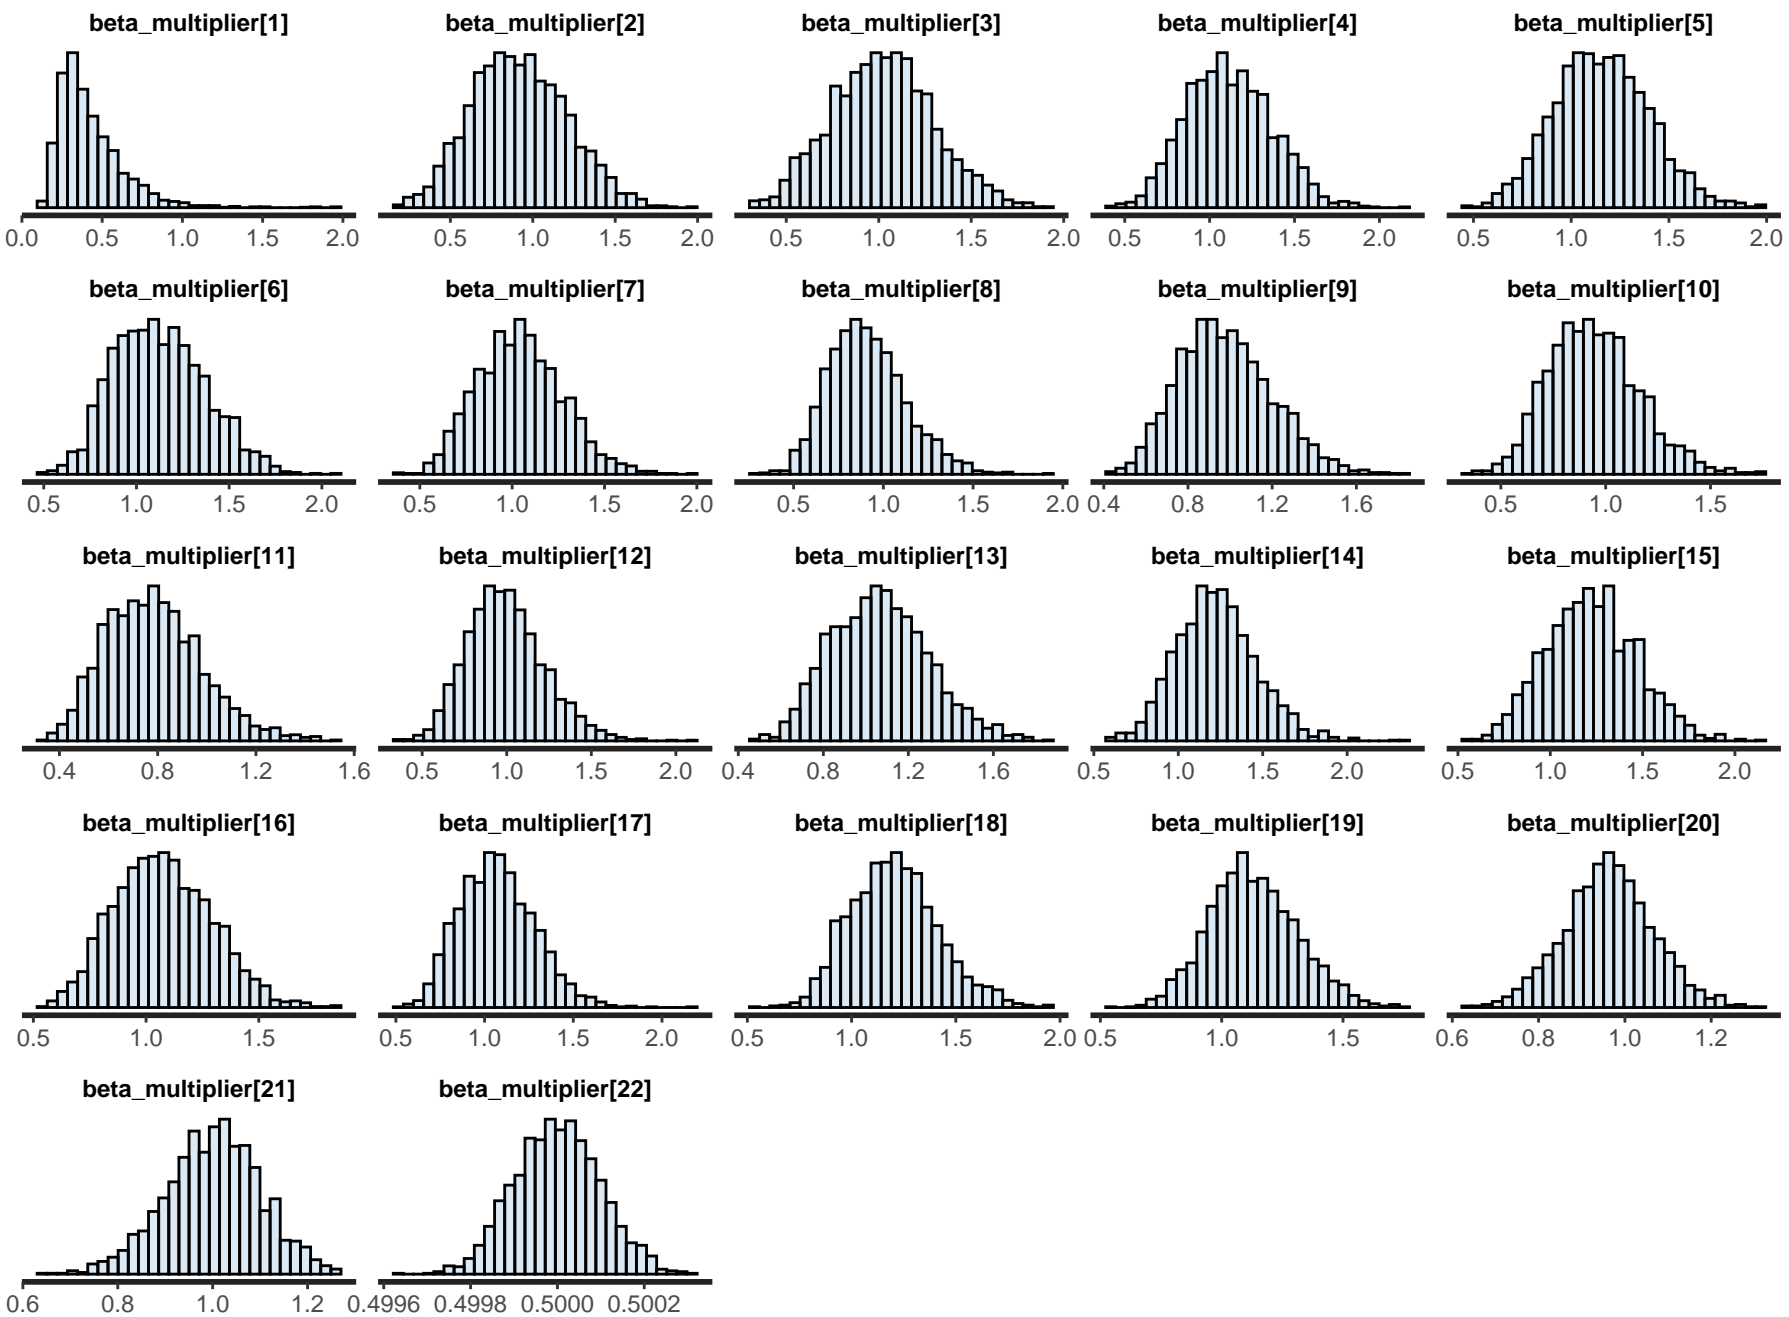 beta_multiplier[1] beta_multiplier[2] beta_multiplier[3] beta_multiplier[4] beta_multiplier[5]
0.0 0.5 1.0 1.5 2.0 0.5 1.0 1.5 2.0 0.5 1.0 1.5 2.0 0.5 1.0 1.5 2.0 0.5 1.0 1.5 2.0
beta_multiplier[6] beta_multiplier[7] beta_multiplier[8] beta_multiplier[9] beta_multiplier[10]
0.5 1.0 1.5 2.0 0.5 1.0 1.5 2.0 0.5 1.0 1.5 2.0 0.4 0.8 1.2 1.6 0.5 1.0 1.5
beta_multiplier[11] beta_multiplier[12] beta_multiplier[13] beta_multiplier[14] beta_multiplier[15]
0.4 0.8 1.2 1.6 0.5 1.0 1.5 2.0 0.4 0.8 1.2 1.6 0.5 1.0 1.5 2.0 0.5 1.0 1.5 2.0
beta_multiplier[16] beta_multiplier[17] beta_multiplier[18] beta_multiplier[19] beta_multiplier[20]
0.5 1.0 1.5 0.5 1.0 1.5 2.0 0.5 1.0 1.5 2.0 0.5 1.0 1.5 0.6 0.8 1.0 1.2
beta_multiplier[21] beta_multiplier[22]
0.6 0.8 1.0 1.2 0.4996 0.4998 0.5000 0.5002